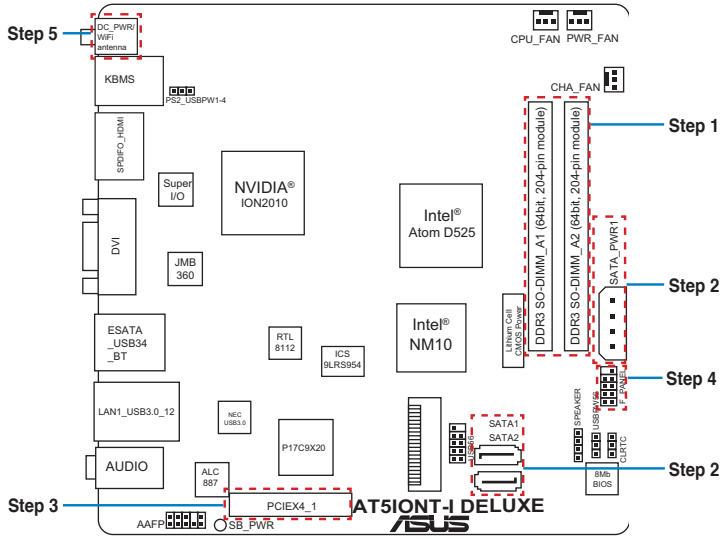 Step 5
DC_PWR/
WiFi
antenna
CPU_FAN
PWR_FAN
KBMS
PS2_USBPW1-4
CHA_FAN
SPDIFO_HDMI
Super
I/O
NVIDIA®
ION2010
Intel®
Atom D525
DDR3 SO-DIMM_A1 (64bit, 204-pin module)
DDR3 SO-DIMM_A2 (64bit, 204-pin module)
Step 1
DVI
JMB
360
SATA_PWR1
Step 2
ESATA
_USB34
_BT
RTL
8112
ICS
9LRS954
Intel®
NM10
Lithium Cell
CMOS Power
F_PANEL
Step 4
LAN1_USB3.0_12
NEC
USB3.0
P17C9X20
USB56
SATA1
SATA2
SPEAKER
USBPW56
CLRTC
AUDIO
ALC
887
8Mb
BIOS
Step 2
Step 3
PCIEX4_1
AT5IONT-I DELUXE
AAFP
SB_PWR
ASUS